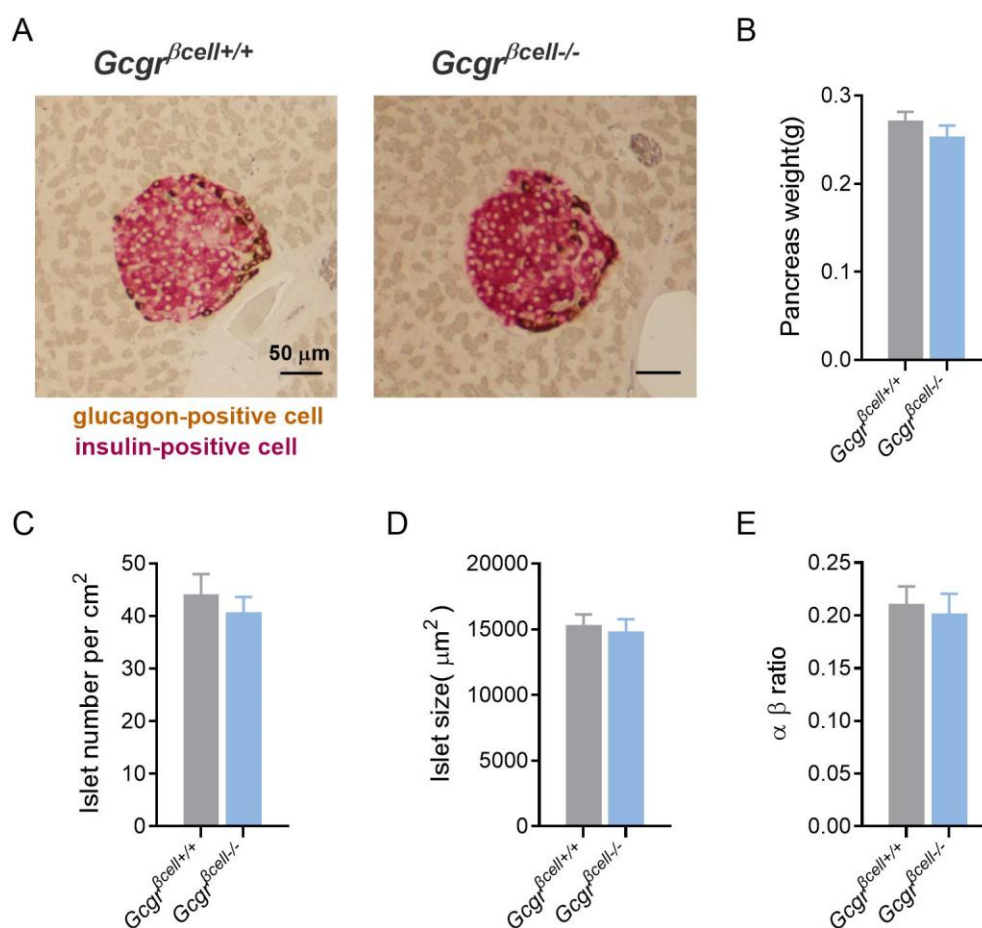 A
Gcgr^βcell+/+
Gcgr^βcell-/-
50 μm
glucagon-positive cell
insulin-positive cell
B
Pancreas weight(g)
0.3
0.2
0.1
0.0
Gcgr^βcell+/+
Gcgr^βcell-/-
C
Islet number per cm²
50
40
30
20
10
0
Gcgr^βcell+/+
Gcgr^βcell-/-
D
Islet size( μm² )
20000
15000
10000
5000
0
Gcgr^βcell+/+
Gcgr^βcell-/-
E
α β ratio
0.25
0.20
0.15
0.10
0.05
0.00
Gcgr^βcell+/+
Gcgr^βcell-/-